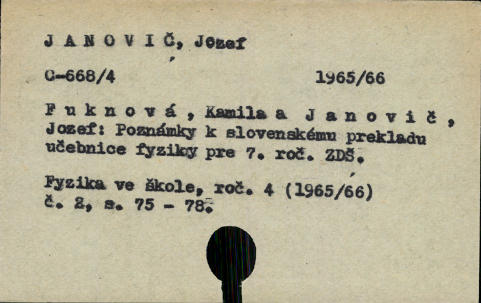 J A N O V I Č, Jozef
C-668/4 1965/66
F u k n o v á , Kamila a J a n o v i č ,
Jozef: Poznámky k slovenskému prekladu
učebnice fyziky pre 7. roč. ZDŠ.
Fyzika ve škole, roč. 4 (1965/66)
č. 2, s. 75 - 78.